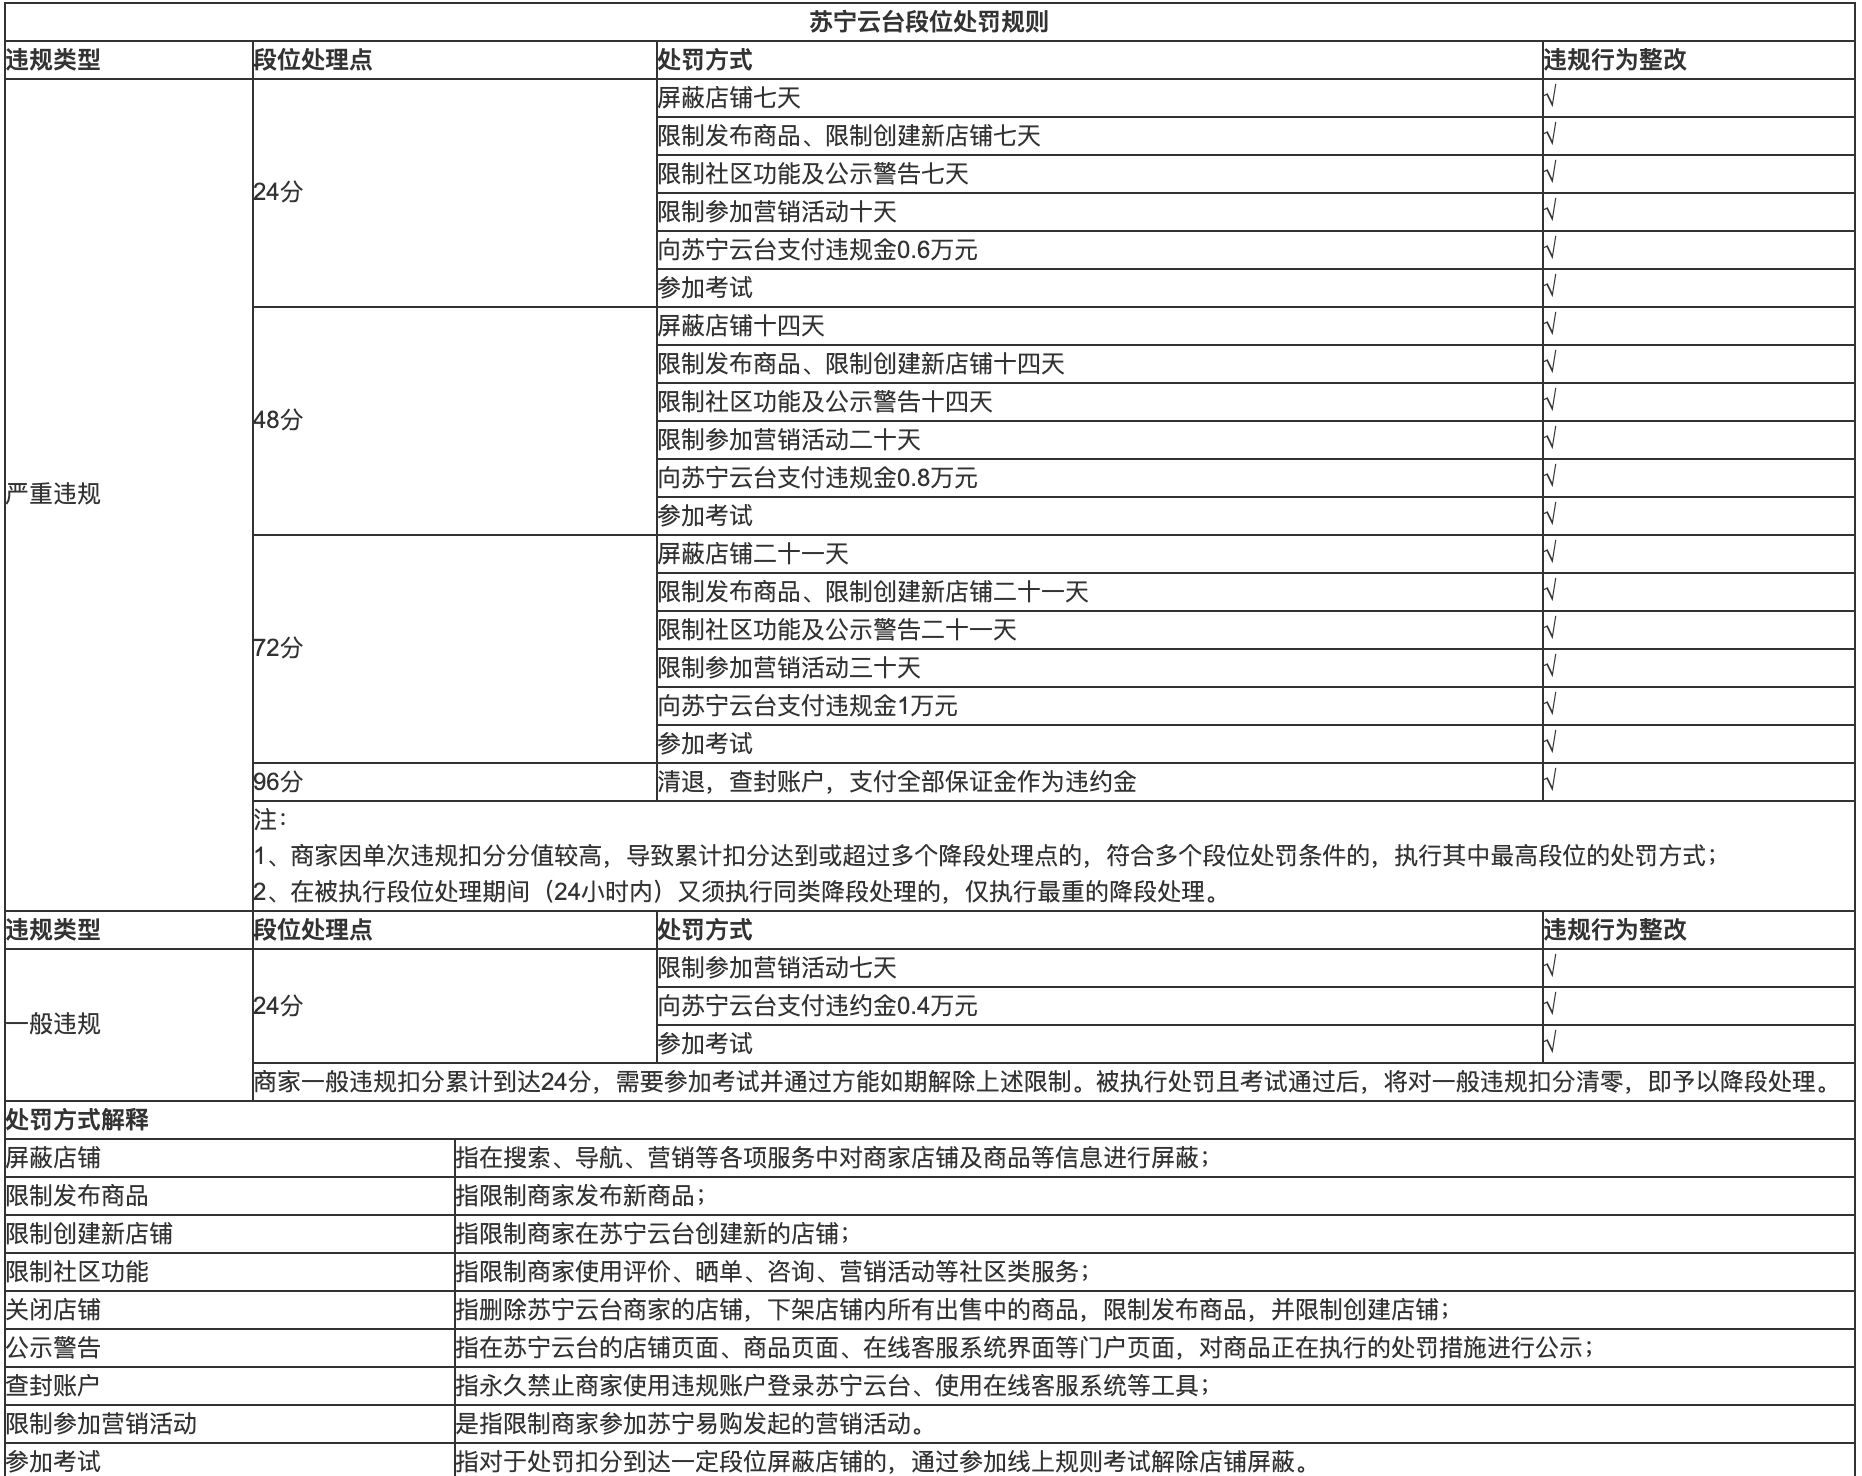 苏宁云台段位处罚规则
违规类型 段位处理点 处罚方式 违规行为整改
严重违规
24分
屏蔽店铺七天 √
限制发布商品、限制创建新店铺七天 √
限制社区功能及公示警告七天 √
限制参加营销活动十天 √
向苏宁云台支付违规金0.6万元 √
参加考试 √
48分
屏蔽店铺十四天 √
限制发布商品、限制创建新店铺十四天 √
限制社区功能及公示警告十四天 √
限制参加营销活动二十天 √
向苏宁云台支付违规金0.8万元 √
参加考试 √
72分
屏蔽店铺二十一天 √
限制发布商品、限制创建新店铺二十一天 √
限制社区功能及公示警告二十一天 √
限制参加营销活动三十天 √
向苏宁云台支付违规金1万元 √
参加考试 √
96分 清退，查封账户，支付全部保证金作为违约金 √
注：
1、商家因单次违规扣分分值较高，导致累计扣分达到或超过多个降段处理点的，符合多个段位处罚条件的，执行其中最高段位的处罚方式；
2、在被执行段位处理期间（24小时内）又须执行同类降段处理的，仅执行最重的降段处理。
违规类型 段位处理点 处罚方式 违规行为整改
一般违规
24分
限制参加营销活动七天 √
向苏宁云台支付违约金0.4万元 √
参加考试 √
商家一般违规扣分累计到达24分，需要参加考试并通过方能如期解除上述限制。被执行处罚且考试通过后，将对一般违规扣分清零，即予以降段处理。
处罚方式解释
屏蔽店铺 指在搜索、导航、营销等各项服务中对商家店铺及商品等信息进行屏蔽；
限制发布商品 指限制商家发布新商品；
限制创建新店铺 指限制商家在苏宁云台创建新的店铺；
限制社区功能 指限制商家使用评价、晒单、咨询、营销活动等社区类服务；
关闭店铺 指删除苏宁云台商家的店铺，下架店铺内所有出售中的商品，限制发布商品，并限制创建店铺；
公示警告 指在苏宁云台的店铺页面、商品页面、在线客服系统界面等门户页面，对商品正在执行的处罚措施进行公示；
查封账户 指永久禁止商家使用违规账户登录苏宁云台、使用在线客服系统等工具；
限制参加营销活动 是指限制商家参加苏宁易购发起的营销活动。
参加考试 指对于处罚扣分到达一定段位屏蔽店铺的，通过参加线上规则考试解除店铺屏蔽。